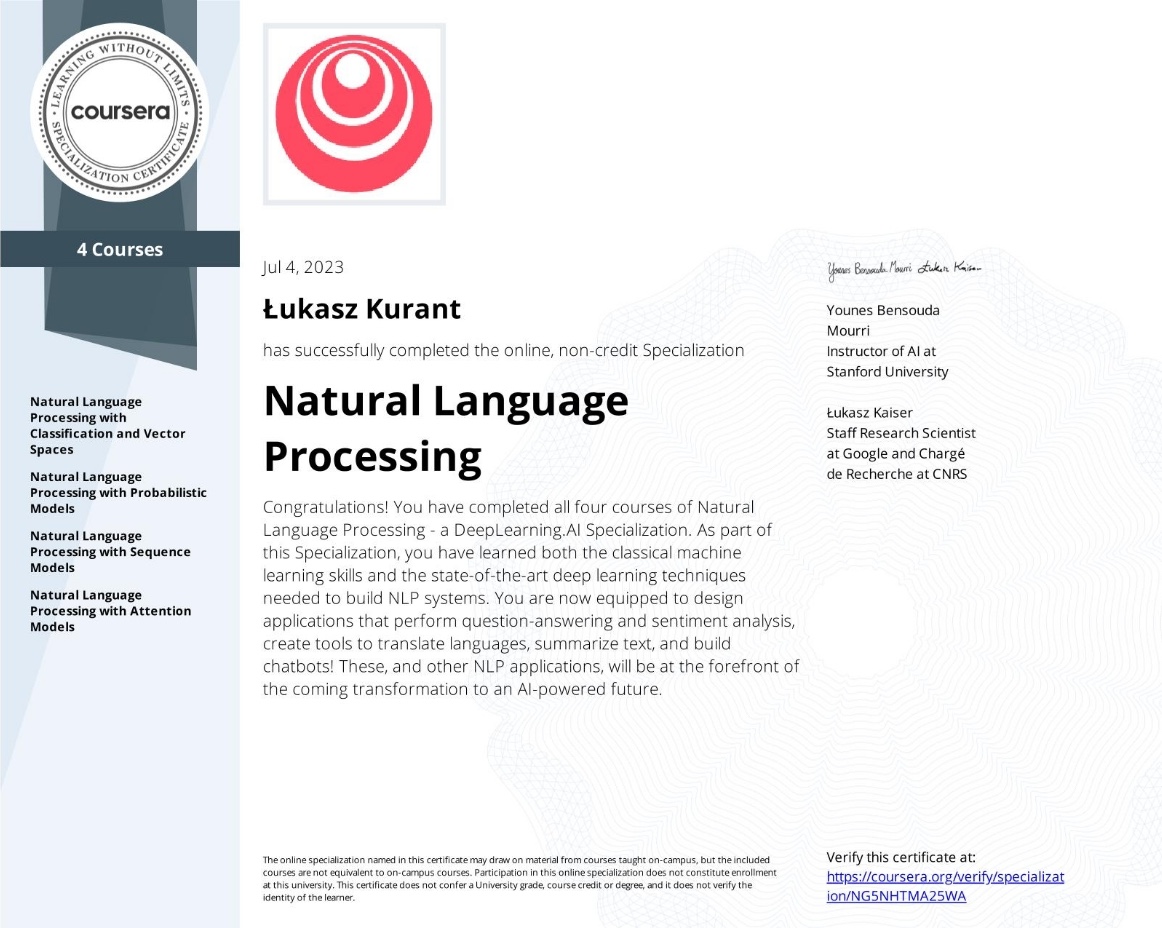 LEARNING WITHOUT LIMITS
coursera
SPECIALIZATION CERTIFICATE
4 Courses
Natural Language
Processing with
Classification and Vector
Spaces
Natural Language
Processing with Probabilistic
Models
Natural Language
Processing with Sequence
Models
Natural Language
Processing with Attention
Models
Jul 4, 2023
Łukasz Kurant
has successfully completed the online, non-credit Specialization
Natural Language
Processing
Congratulations! You have completed all four courses of Natural
Language Processing - a DeepLearning.AI Specialization. As part of
this Specialization, you have learned both the classical machine
learning skills and the state-of-the-art deep learning techniques
needed to build NLP systems. You are now equipped to design
applications that perform question-answering and sentiment analysis,
create tools to translate languages, summarize text, and build
chatbots! These, and other NLP applications, will be at the forefront of
the coming transformation to an AI-powered future.
Younes Bensouda Mourri Łukasz Kaiser
Younes Bensouda
Mourri
Instructor of AI at
Stanford University
Łukasz Kaiser
Staff Research Scientist
at Google and Chargé
de Recherche at CNRS
The online specialization named in this certificate may draw on material from courses taught on-campus, but the included
courses are not equivalent to on-campus courses. Participation in this online specialization does not constitute enrollment
at this university. This certificate does not confer a University grade, course credit or degree, and it does not verify the
identity of the learner.
Verify this certificate at:
https://coursera.org/verify/specializat
ion/NG5NHTMA25WA